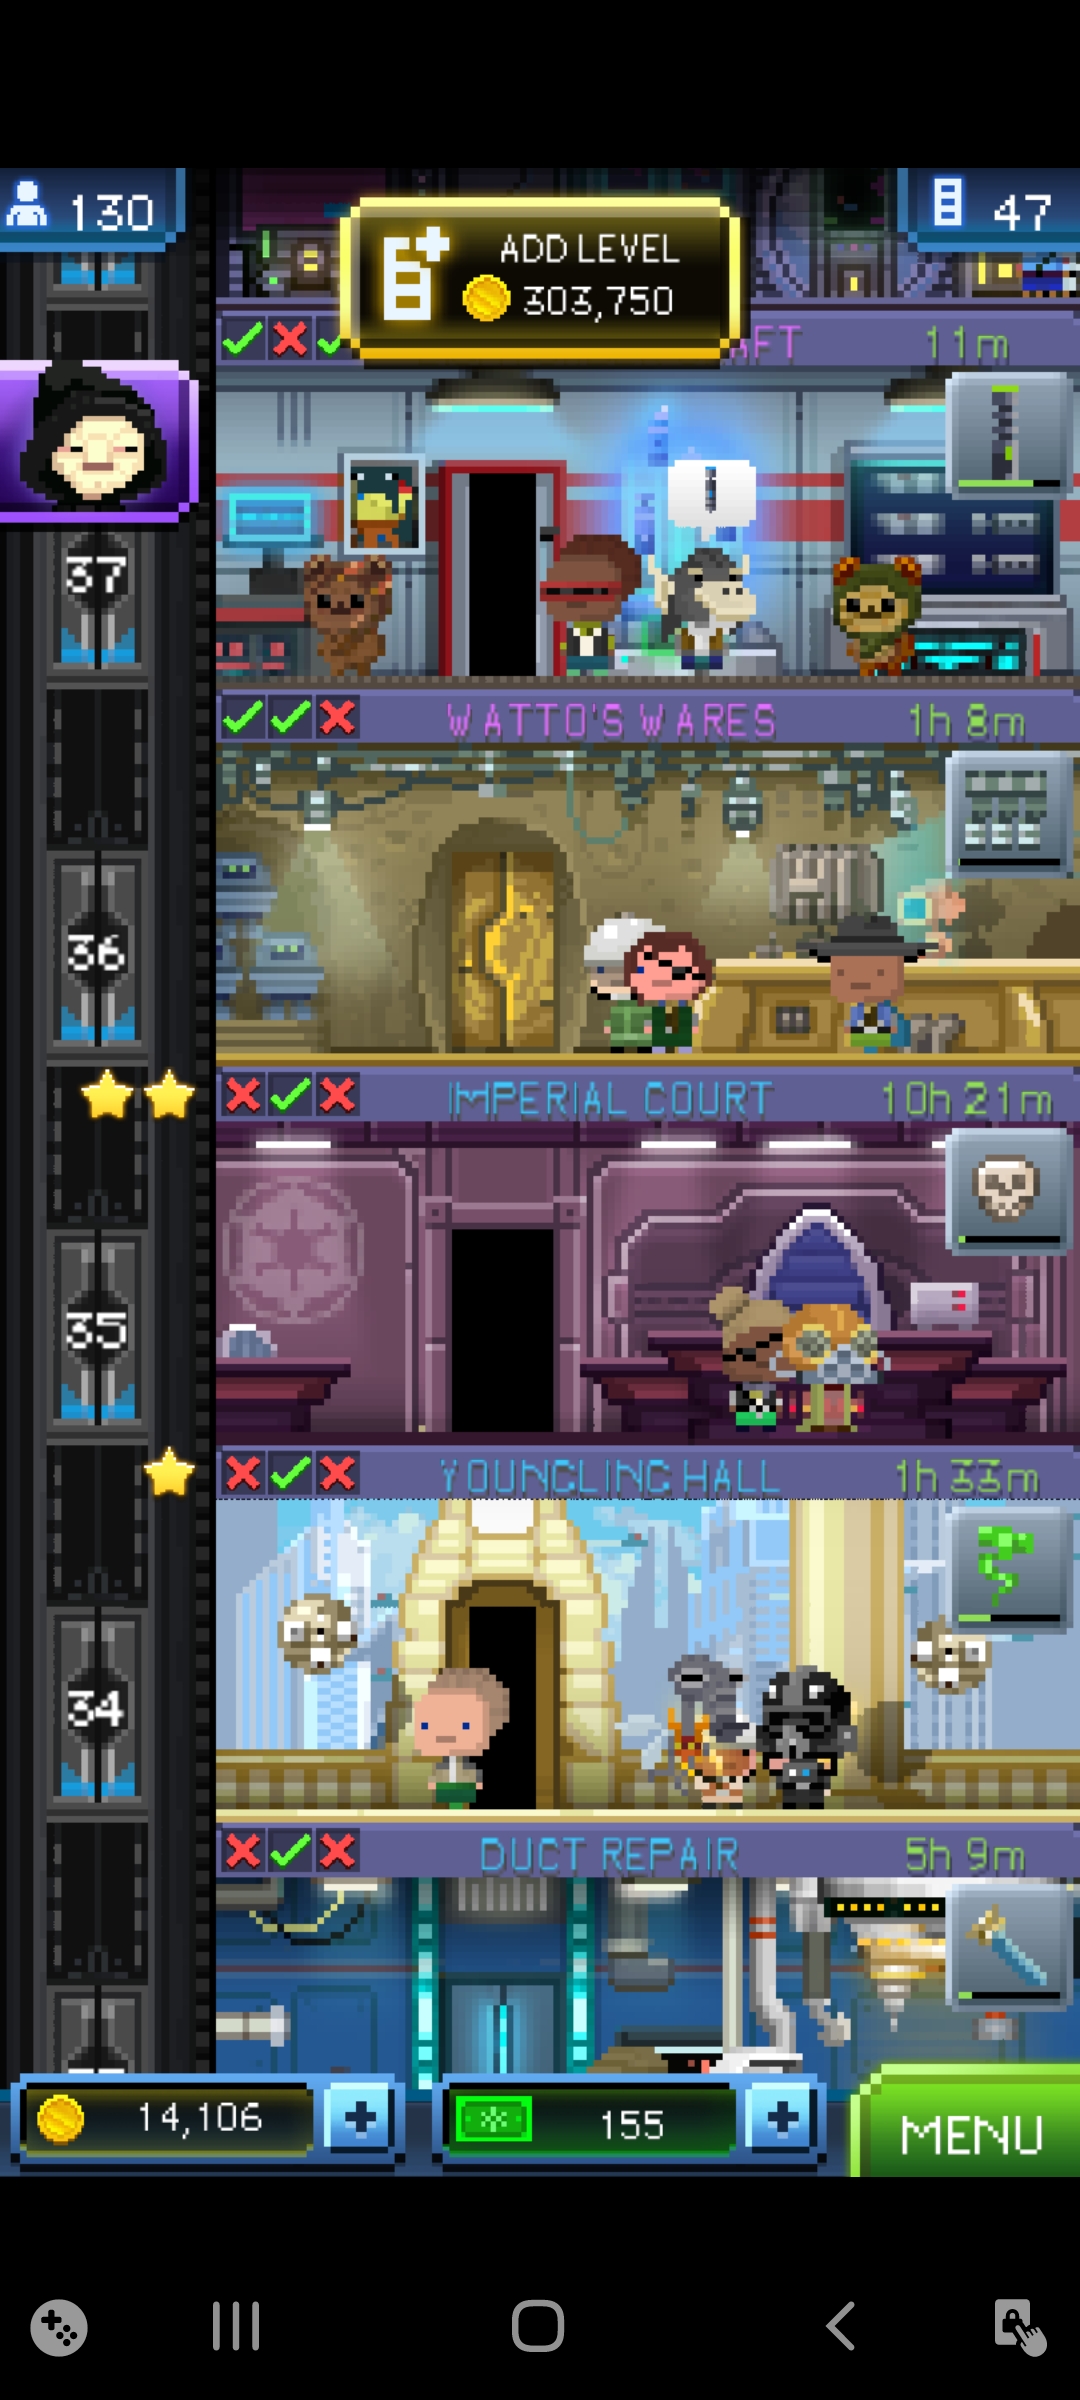 130
47
ADD LEVEL
303,750
11m
37
WATTO'S WARES
1h 8m
36
IMPERIAL COURT
10h 21m
35
YOUNGLING HALL
1h 33m
34
DUCT REPAIR
5h 9m
14,106
155
MENU